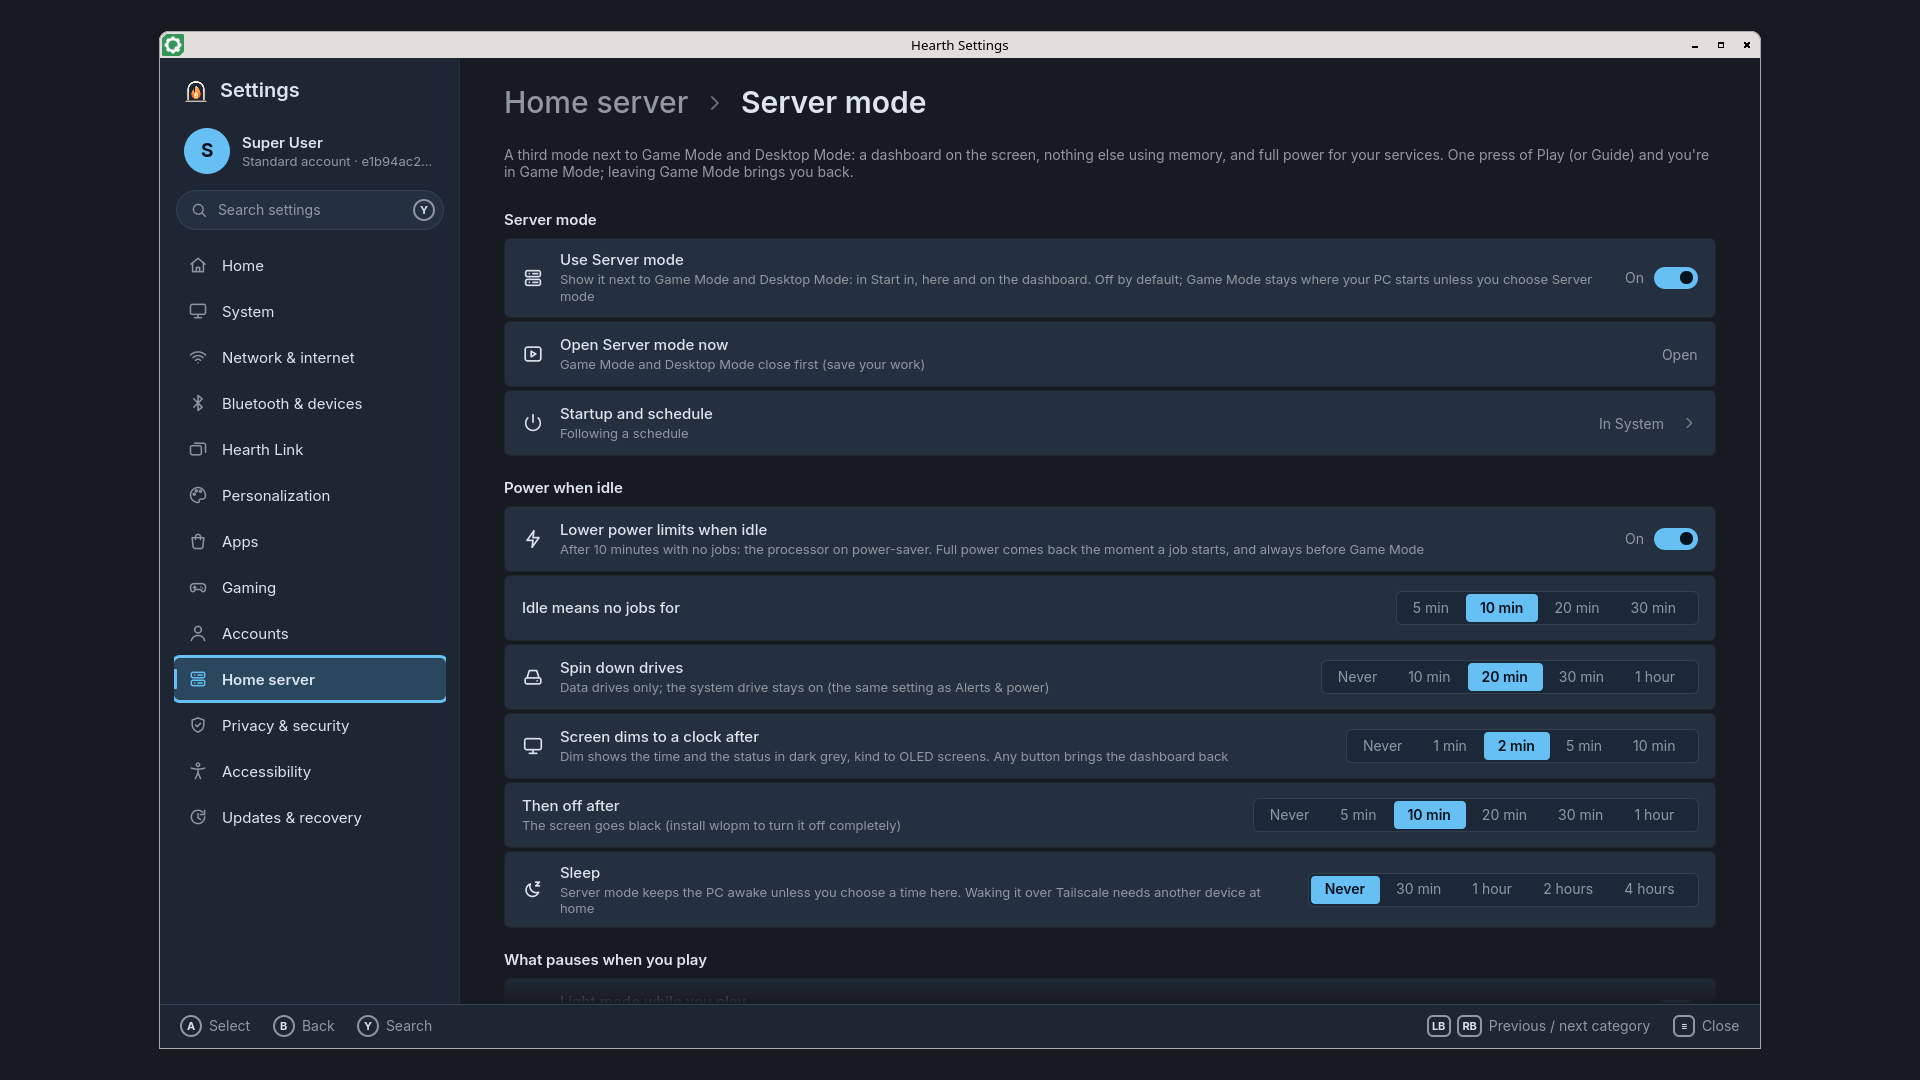 Hearth Settings
Settings
S
Super User
Standard account · e1b94ac2...
Search settings
Y
Home
System
Network & internet
Bluetooth & devices
Hearth Link
Personalization
Apps
Gaming
Accounts
Home server
Privacy & security
Accessibility
Updates & recovery
Home server > Server mode
A third mode next to Game Mode and Desktop Mode: a dashboard on the screen, nothing else using memory, and full power for your services. One press of Play (or Guide) and you're
in Game Mode; leaving Game Mode brings you back.
Server mode
Use Server mode
Show it next to Game Mode and Desktop Mode: in Start in, here and on the dashboard. Off by default; Game Mode stays where your PC starts unless you choose Server
mode
On
Open Server mode now
Game Mode and Desktop Mode close first (save your work)
Open
Startup and schedule
Following a schedule
In System
Power when idle
Lower power limits when idle
After 10 minutes with no jobs: the processor on power-saver. Full power comes back the moment a job starts, and always before Game Mode
On
Idle means no jobs for
5 min 10 min 20 min 30 min
Spin down drives
Data drives only; the system drive stays on (the same setting as Alerts & power)
Never 10 min 20 min 30 min 1 hour
Screen dims to a clock after
Dim shows the time and the status in dark grey, kind to OLED screens. Any button brings the dashboard back
Never 1 min 2 min 5 min 10 min
Then off after
The screen goes black (install wlopm to turn it off completely)
Never 5 min 10 min 20 min 30 min 1 hour
Sleep
Server mode keeps the PC awake unless you choose a time here. Waking it over Tailscale needs another device at
home
Never 30 min 1 hour 2 hours 4 hours
What pauses when you play
Light mode while you play
A Select B Back Y Search
LB RB Previous / next category ≡ Close